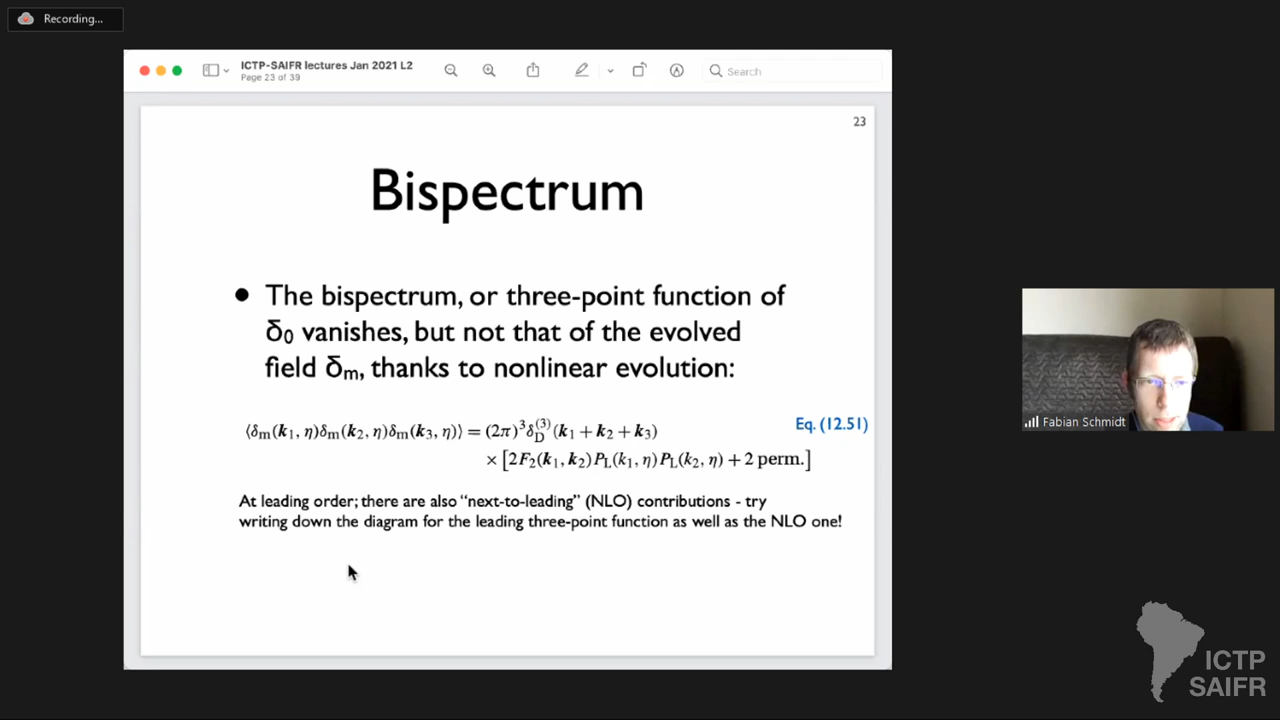 Recording...
ICTP-SAIFR lectures Jan 2021 L2
Page 23 of 39
Search
23
Bispectrum
• The bispectrum, or three-point function of
δ₀ vanishes, but not that of the evolved
field δₘ, thanks to nonlinear evolution:
⟨δₘ(k₁, η)δₘ(k₂, η)δₘ(k₃, η)⟩ = (2π)³δ_D^(3)(k₁ + k₂ + k₃)
Eq. (12.51)
× [2F₂(k₁, k₂)P_L(k₁, η)P_L(k₂, η) + 2 perm.]
At leading order; there are also “next-to-leading” (NLO) contributions - try
writing down the diagram for the leading three-point function as well as the NLO one!
Fabian Schmidt
ICTP
SAIFR